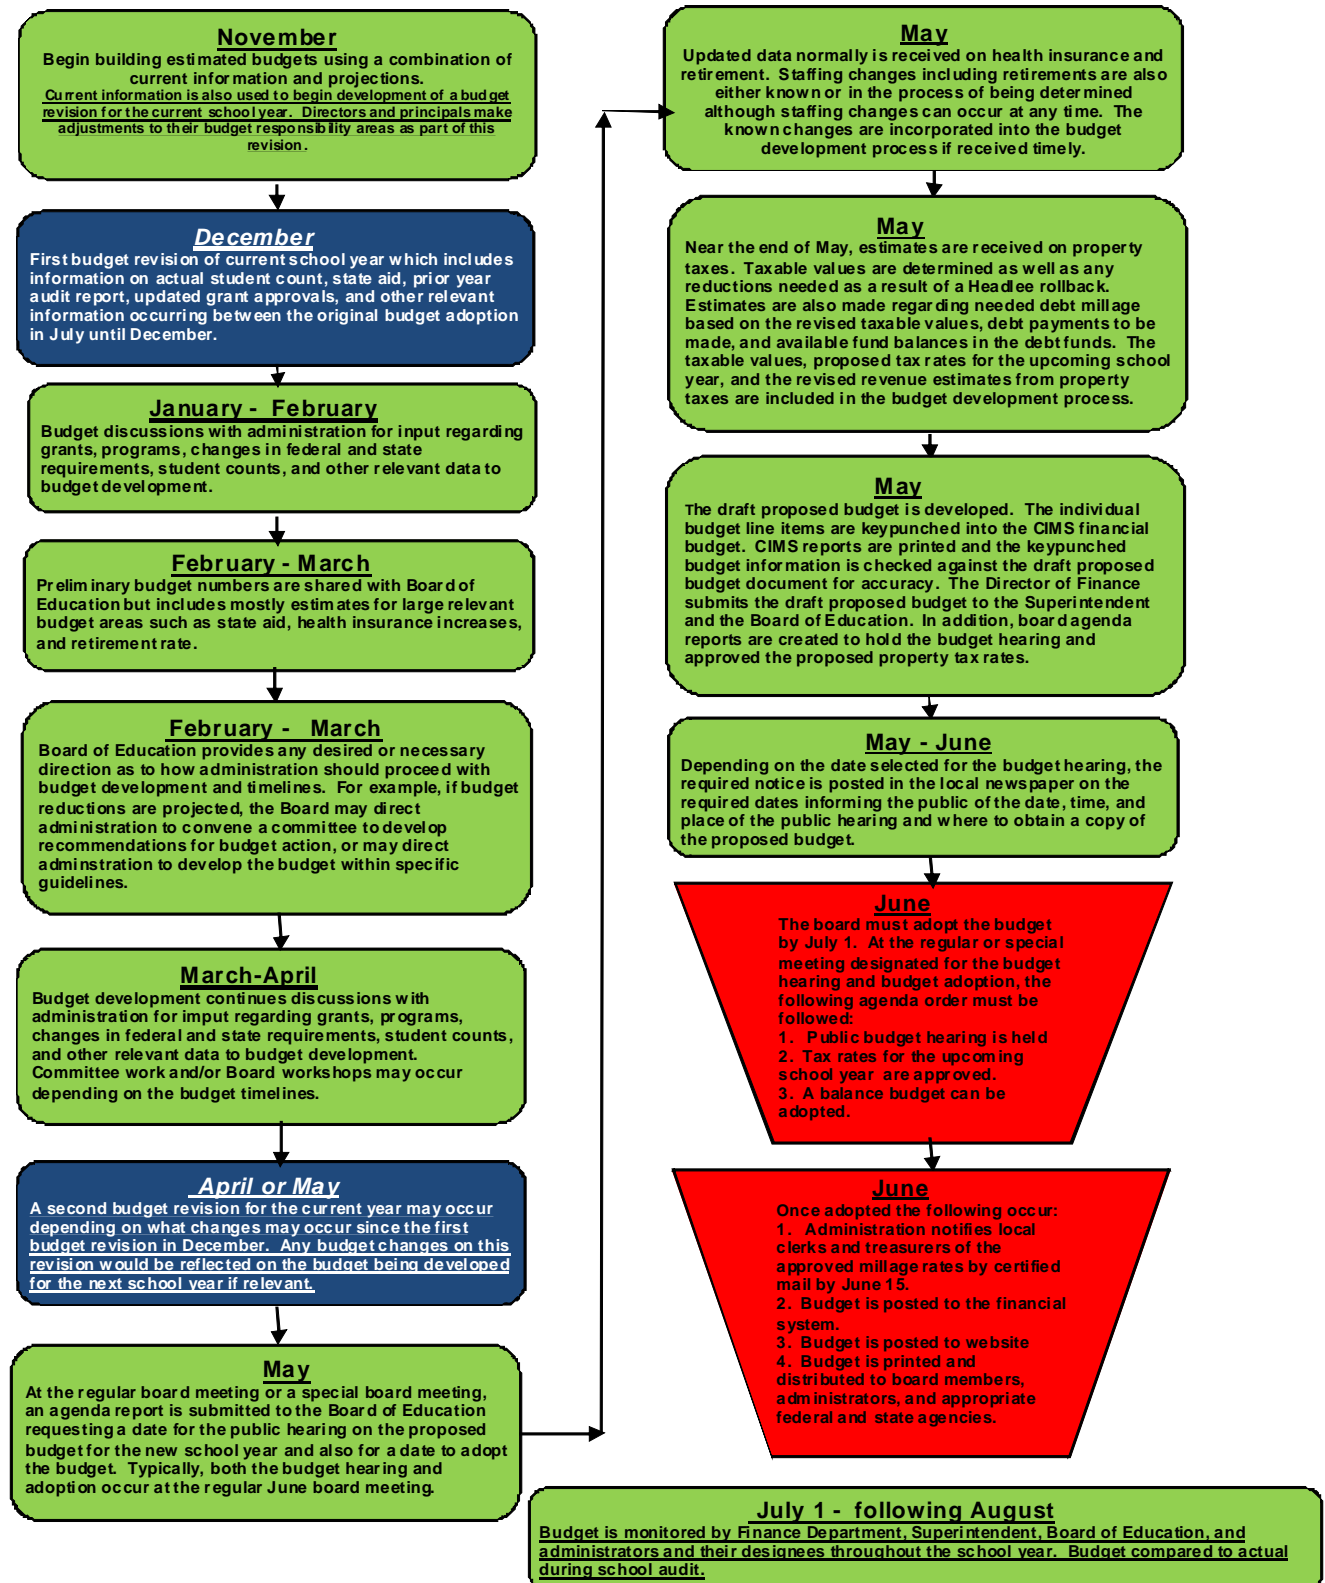 November
Begin building estimated budgets using a combination of
current information and projections.
Current information is also used to begin development of a budget
revision for the current school year.  Directors and principals make
adjustments to their budget responsibility areas as part of this
revision.
December
First budget revision of current school year which includes
information on actual student count, state aid, prior year
audit report, updated grant approvals, and other relevant
information occurring between the original budget adoption
in July until December.
January - February
Budget discussions with administration for input regarding
grants, programs, changes in federal and state
requirements, student counts, and other relevant data to
budget development.
February - March
Preliminary budget numbers are shared with Board of
Education but includes mostly estimates for large relevant
budget areas such as state aid, health insurance increases,
and retirement rate.
February - March
Board of Education provides any desired or necessary
direction as to how administration should proceed with
budget development and timelines.  For example, if budget
reductions are projected, the Board may direct
administration to convene a committee to develop
recommendations for budget action, or may direct
adminstration to develop the budget within specific
guidelines.
March-April
Budget development continues discussions with
administration for imput regarding grants, programs,
changes in federal and state requirements, student counts,
and other relevant data to budget development.
Committee work and/or Board workshops may occur
depending on the budget timelines.
April or May
A second budget revision for the current year may occur
depending on what changes may occur since the first
budget revision in December.  Any budget changes on this
revision would be reflected on the budget being developed
for the next school year if relevant.
May
At the regular board meeting or a special board meeting,
an agenda report is submitted to the Board of Education
requesting a date for the public hearing on the proposed
budget for the new school year and also for a date to adopt
the budget.  Typically, both the budget hearing and
adoption occur at the regular June board meeting.
May
Updated data normally is received on health insurance and
retirement.  Staffing changes including retirements are also
either known or in the process of being determined
although staffing changes can occur at any time.  The
known changes are incorporated into the budget
development process if received timely.
May
Near the end of May, estimates are received on property
taxes.  Taxable values are determined as well as any
reductions needed as a result of a Headlee rollback.
Estimates are also made regarding needed debt millage
based on the revised taxable values, debt payments to be
made, and available fund balances in the debt funds.  The
taxable values, proposed tax rates for the upcoming school
year, and the revised revenue estimates from property
taxes are included in the budget development process.
May
The draft proposed budget is developed.  The individual
budget line items are keypunched into the CIMS financial
budget.  CIMS reports are printed and the keypunched
budget information is checked against the draft proposed
budget document for accuracy.  The Director of Finance
submits the draft proposed budget to the Superintendent
and the Board of Education. In addition, board agenda
reports are created to hold the budget hearing and
approved the proposed property tax rates.
May - June
Depending on the date selected for the budget hearing, the
required notice is posted in the local newspaper on the
required dates informing the public of the date, time, and
place of the public hearing and where to obtain a copy of
the proposed budget.
June
The board must adopt the budget
by July 1.  At the regular or special
meeting designated for the budget
hearing and budget adoption, the
following agenda order must be
followed:
1.  Public budget hearing is held
2.  Tax rates for the upcoming
school year  are approved.
3.  A balance budget can be
adopted.
June
Once adopted the following occur:
1.   Administration notifies local
clerks and treasurers of the
approved millage rates by certified
mail by June 15.
2.  Budget is posted to the financial
system.
3.  Budget is posted to website
4.  Budget is printed and
distributed to board members,
administrators, and appropriate
federal and state agencies.
July 1 -  following August
Budget is monitored by Finance Department, Superintendent, Board of Education, and
administrators and their designees throughout the school year.  Budget compared to actual
during school audit.